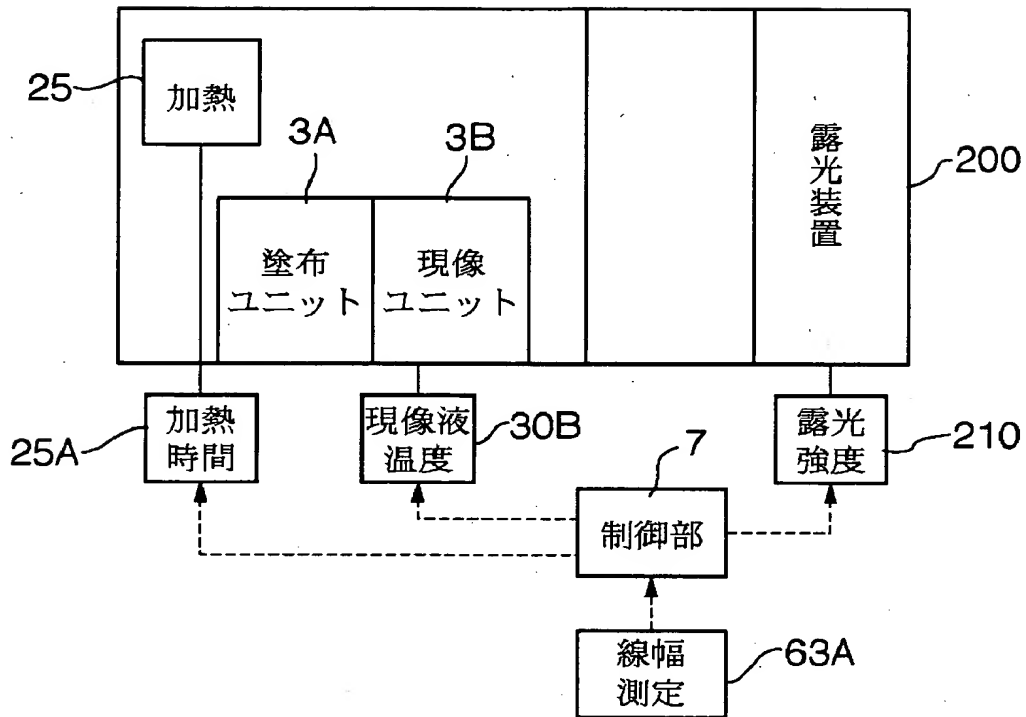 25
加熱
3A
3B
露光装置
200
塗布
ユニット
現像
ユニット
25A
加熱
時間
現像液
温度
30B
7
露光
強度
210
制御部
線幅
測定
63A